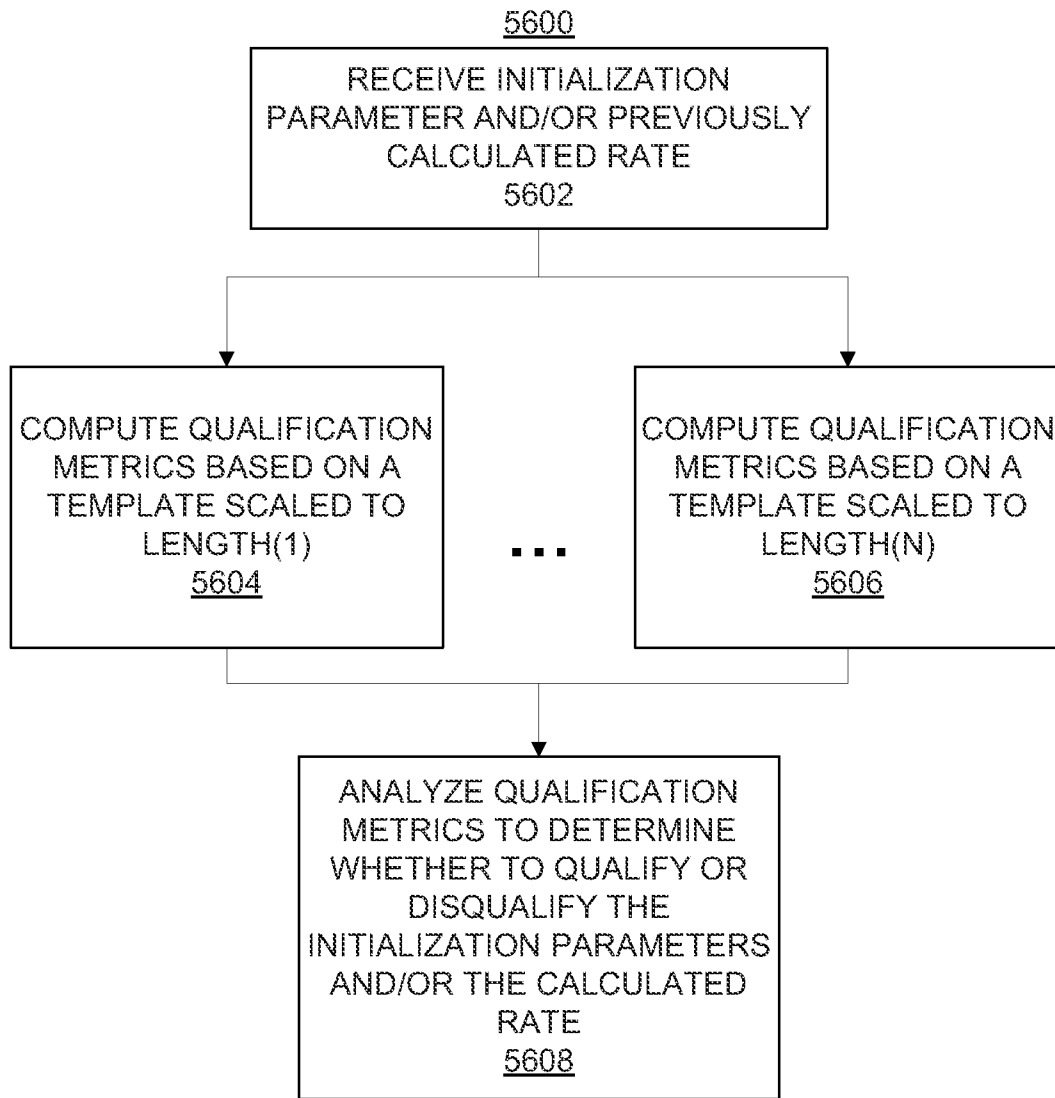 5600
RECEIVE INITIALIZATION
PARAMETER AND/OR PREVIOUSLY
CALCULATED RATE
5602
COMPUTE QUALIFICATION
METRICS BASED ON A
TEMPLATE SCALED TO
LENGTH(1)
5604
...
COMPUTE QUALIFICATION
METRICS BASED ON A
TEMPLATE SCALED TO
LENGTH(N)
5606
ANALYZE QUALIFICATION
METRICS TO DETERMINE
WHETHER TO QUALIFY OR
DISQUALIFY THE
INITIALIZATION PARAMETERS
AND/OR THE CALCULATED
RATE
5608